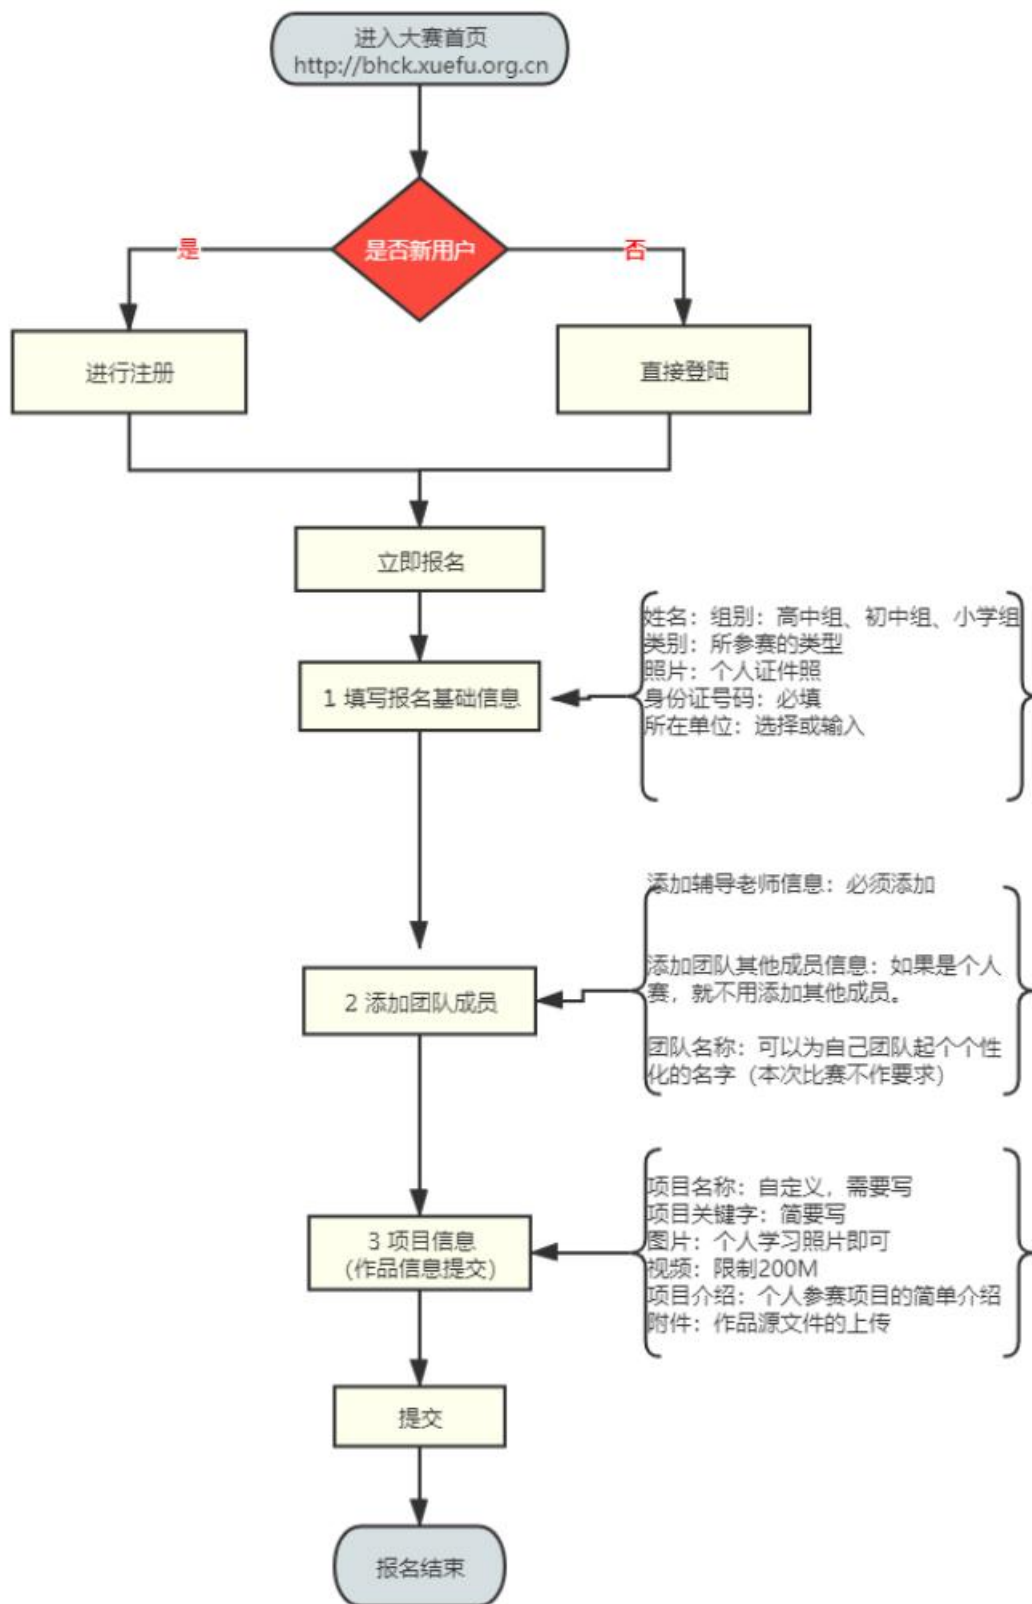 进入大赛首页
http://bhck.xuefu.org.cn
是否新用户
是
否
进行注册
直接登陆
立即报名
1 填写报名基础信息
姓名：组别：高中组、初中组、小学组
类别：所参赛的类型
照片：个人证件照
身份证号码：必填
所在单位：选择或输入
2 添加团队成员
添加辅导老师信息：必须添加
添加团队其他成员信息：如果是个人
赛，就不用添加其他成员。
团队名称：可以为自己团队起个个性
化的名字（本次比赛不作要求）
3 项目信息
（作品信息提交）
项目名称：自定义，需要写
项目关键字：简要写
图片：个人学习照片即可
视频：限制200M
项目介绍：个人参赛项目的简单介绍
附件：作品源文件的上传
提交
报名结束